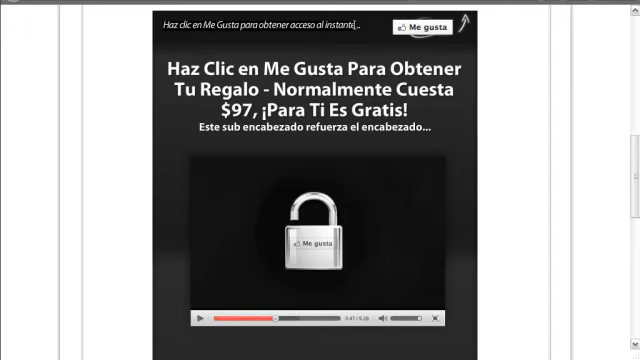 Haz clic en Me Gusta para obtener acceso al instante...
Me gusta
Haz Clic en Me Gusta Para Obtener
Tu Regalo - Normalmente Cuesta
$97, ¡Para Ti Es Gratis!
Este sub encabezado refuerza el encabezado...
Me gusta